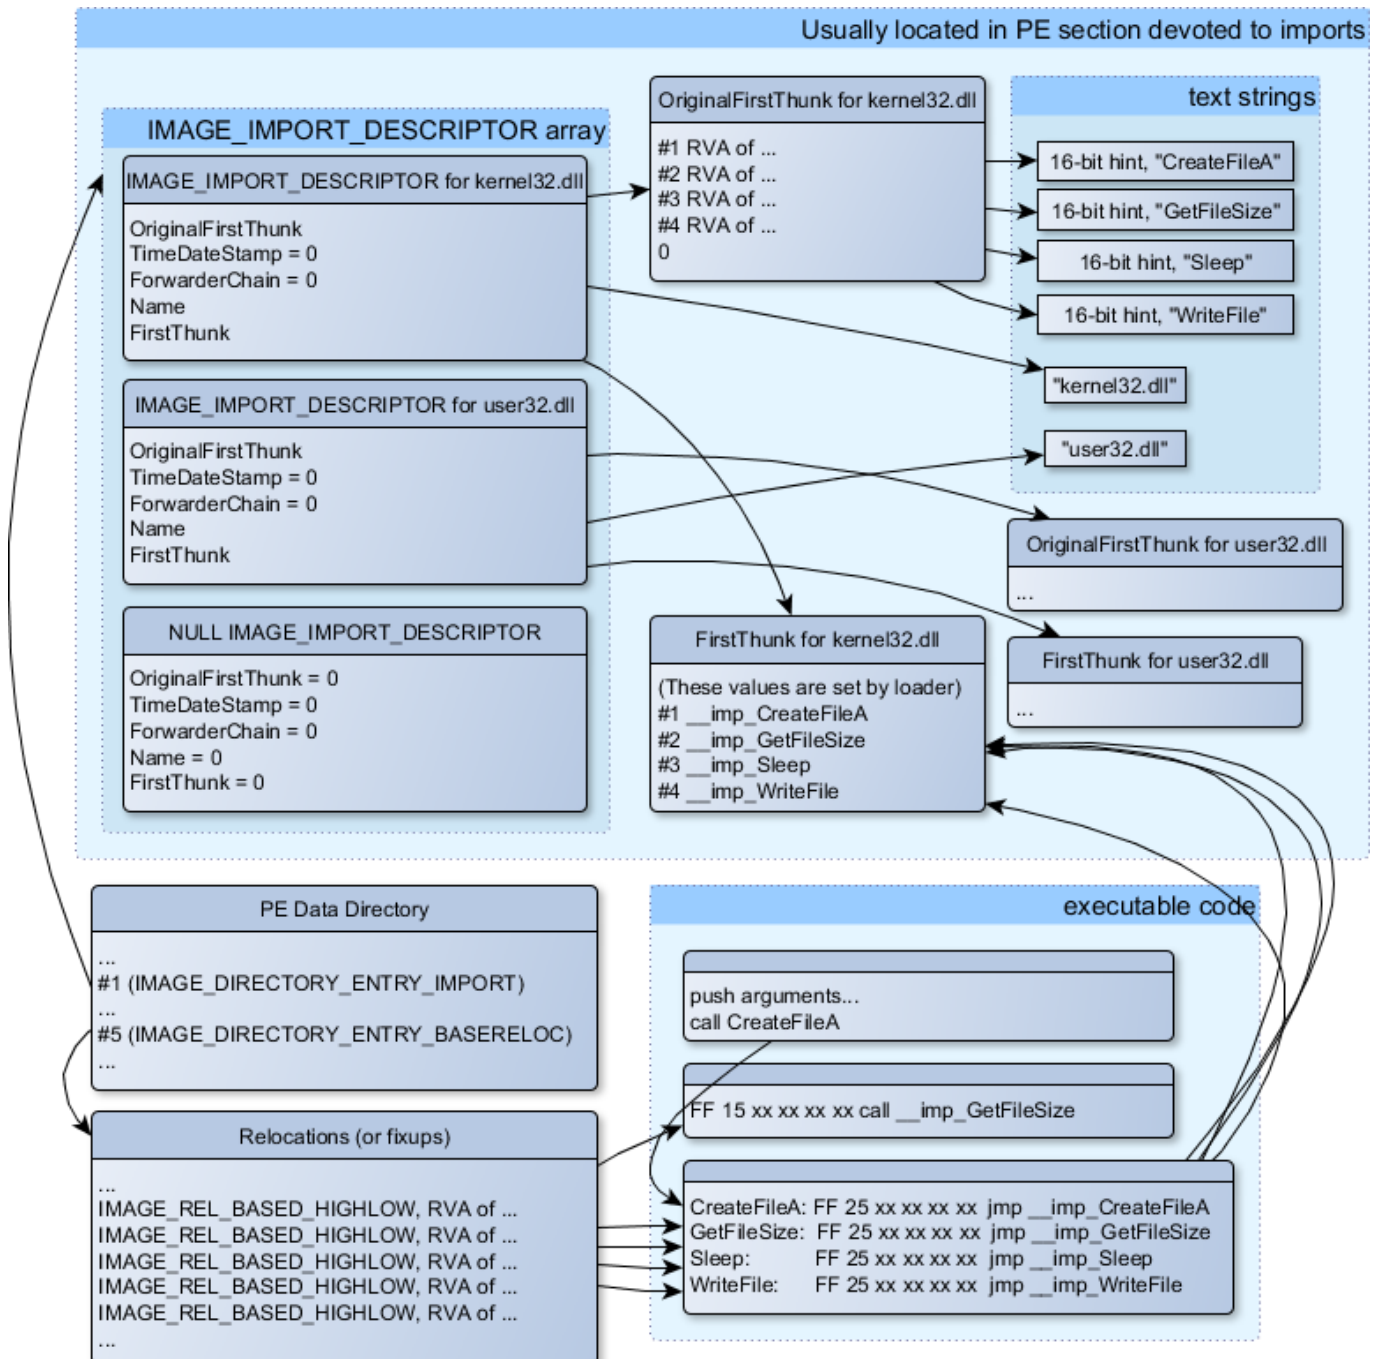 Usually located in PE section devoted to imports
IMAGE_IMPORT_DESCRIPTOR array
IMAGE_IMPORT_DESCRIPTOR for kernel32.dll
OriginalFirstThunk
TimeDateStamp = 0
ForwarderChain = 0
Name
FirstThunk
IMAGE_IMPORT_DESCRIPTOR for user32.dll
OriginalFirstThunk
TimeDateStamp = 0
ForwarderChain = 0
Name
FirstThunk
NULL IMAGE_IMPORT_DESCRIPTOR
OriginalFirstThunk = 0
TimeDateStamp = 0
ForwarderChain = 0
Name = 0
FirstThunk = 0
OriginalFirstThunk for kernel32.dll
#1 RVA of ...
#2 RVA of ...
#3 RVA of ...
#4 RVA of ...
0
text strings
16-bit hint, "CreateFileA"
16-bit hint, "GetFileSize"
16-bit hint, "Sleep"
16-bit hint, "WriteFile"
"kernel32.dll"
"user32.dll"
OriginalFirstThunk for user32.dll
...
FirstThunk for kernel32.dll
(These values are set by loader)
#1 __imp_CreateFileA
#2 __imp_GetFileSize
#3 __imp_Sleep
#4 __imp_WriteFile
FirstThunk for user32.dll
...
PE Data Directory
...
#1 (IMAGE_DIRECTORY_ENTRY_IMPORT)
...
#5 (IMAGE_DIRECTORY_ENTRY_BASERELOC)
...
Relocations (or fixups)
...
IMAGE_REL_BASED_HIGHLOW, RVA of ...
IMAGE_REL_BASED_HIGHLOW, RVA of ...
IMAGE_REL_BASED_HIGHLOW, RVA of ...
IMAGE_REL_BASED_HIGHLOW, RVA of ...
IMAGE_REL_BASED_HIGHLOW, RVA of ...
...
executable code
push arguments...
call CreateFileA
FF 15 xx xx xx xx call __imp_GetFileSize
CreateFileA: FF 25 xx xx xx xx jmp __imp_CreateFileA
GetFileSize: FF 25 xx xx xx xx jmp __imp_GetFileSize
Sleep: FF 25 xx xx xx xx jmp __imp_Sleep
WriteFile: FF 25 xx xx xx xx jmp __imp_WriteFile